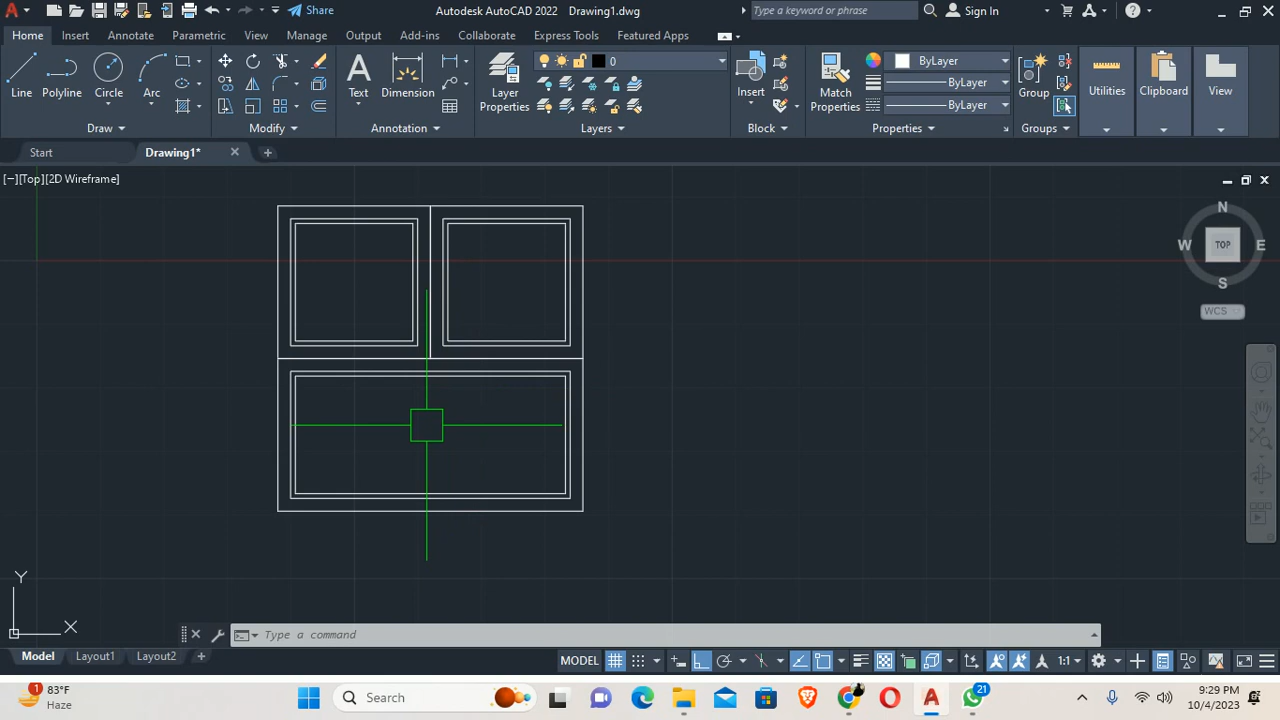 Share
Autodesk AutoCAD 2022 Drawing1.dwg
Type a keyword or phrase
Sign In
Home Insert Annotate Parametric View Manage Output Add-ins Collaborate Express Tools Featured Apps
Line Polyline Circle Arc
Draw
Modify
Text Dimension
Annotation
Layer Properties
0
Layers
Insert
Block
Match Properties
ByLayer
ByLayer
ByLayer
Properties
Group
Groups
Utilities
Clipboard
View
Start Drawing1*
[−][Top][2D Wireframe]
N
W TOP E
S
WCS
Y
X
Type a command
Model Layout1 Layout2
MODEL 1:1
1
83°F
Haze
Search
21
9:29 PM
10/4/2023